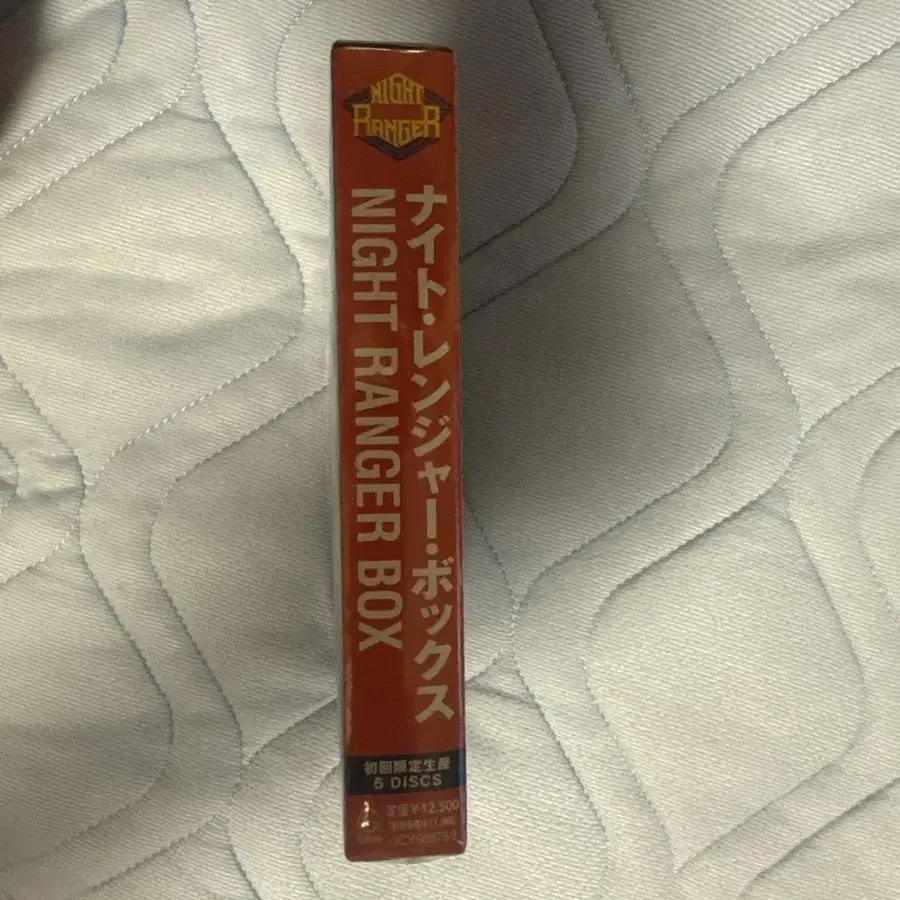 NIGHT
RANGER
ナイト・レンジャー・ボックス
NIGHT RANGER BOX
初回限定生産
5 DISCS
定価¥12,500